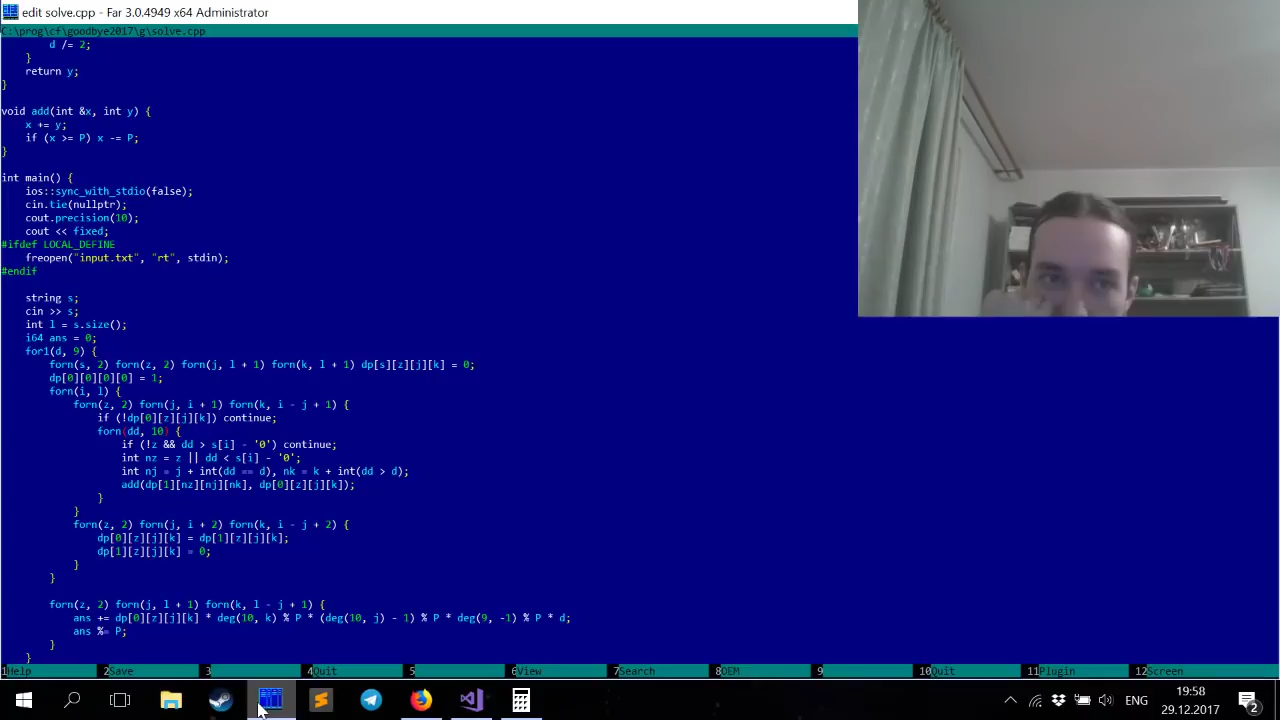 edit solve.cpp - Far 3.0.4949 x64 Administrator
C:\prog\cf\goodbye2017\g\solve.cpp
        d /= 2;
    }
    return y;
}
void add(int &x, int y) {
    x += y;
    if (x >= P) x -= P;
}
int main() {
    ios::sync_with_stdio(false);
    cin.tie(nullptr);
    cout.precision(10);
    cout << fixed;
#ifdef LOCAL_DEFINE
    freopen("input.txt", "rt", stdin);
#endif
    string s;
    cin >> s;
    int l = s.size();
    i64 ans = 0;
    for1(d, 9) {
        forn(s, 2) forn(z, 2) forn(j, l + 1) forn(k, l + 1) dp[s][z][j][k] = 0;
        dp[0][0][0][0] = 1;
        forn(i, l) {
            forn(z, 2) forn(j, i + 1) forn(k, i - j + 1) {
                if (!dp[0][z][j][k]) continue;
                forn(dd, 10) {
                    if (!z && dd > s[i] - '0') continue;
                    int nz = z || dd < s[i] - '0';
                    int nj = j + int(dd == d), nk = k + int(dd > d);
                    add(dp[1][nz][nj][nk], dp[0][z][j][k]);
                }
            }
            forn(z, 2) forn(j, i + 2) forn(k, i - j + 2) {
                dp[0][z][j][k] = dp[1][z][j][k];
                dp[1][z][j][k] = 0;
            }
        }
        forn(z, 2) forn(j, l + 1) forn(k, l - j + 1) {
            ans += dp[0][z][j][k] * deg(10, k) % P * (deg(10, j) - 1) % P * deg(9, -1) % P * d;
            ans %= P;
        }
    }
1Help 2Save 3 4Quit 5 6View 7Search 8OEM 9 10Quit 11Plugin 12Screen
ENG
19:58
29.12.2017
2